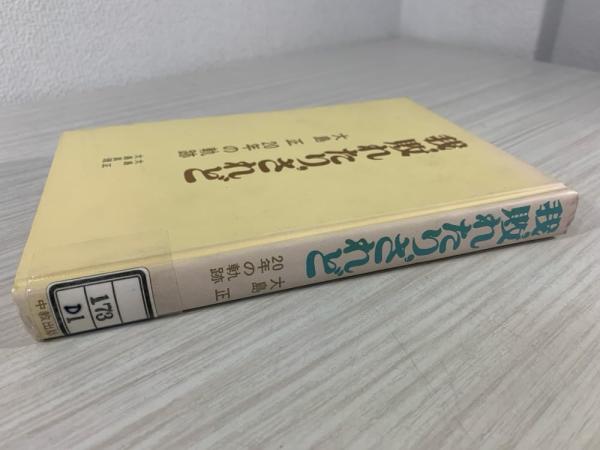 我敗れたり、されど
大島 正 20年の軌跡
我敗れたり、されど
大島 正
20年の軌跡
173
D1
中教出版